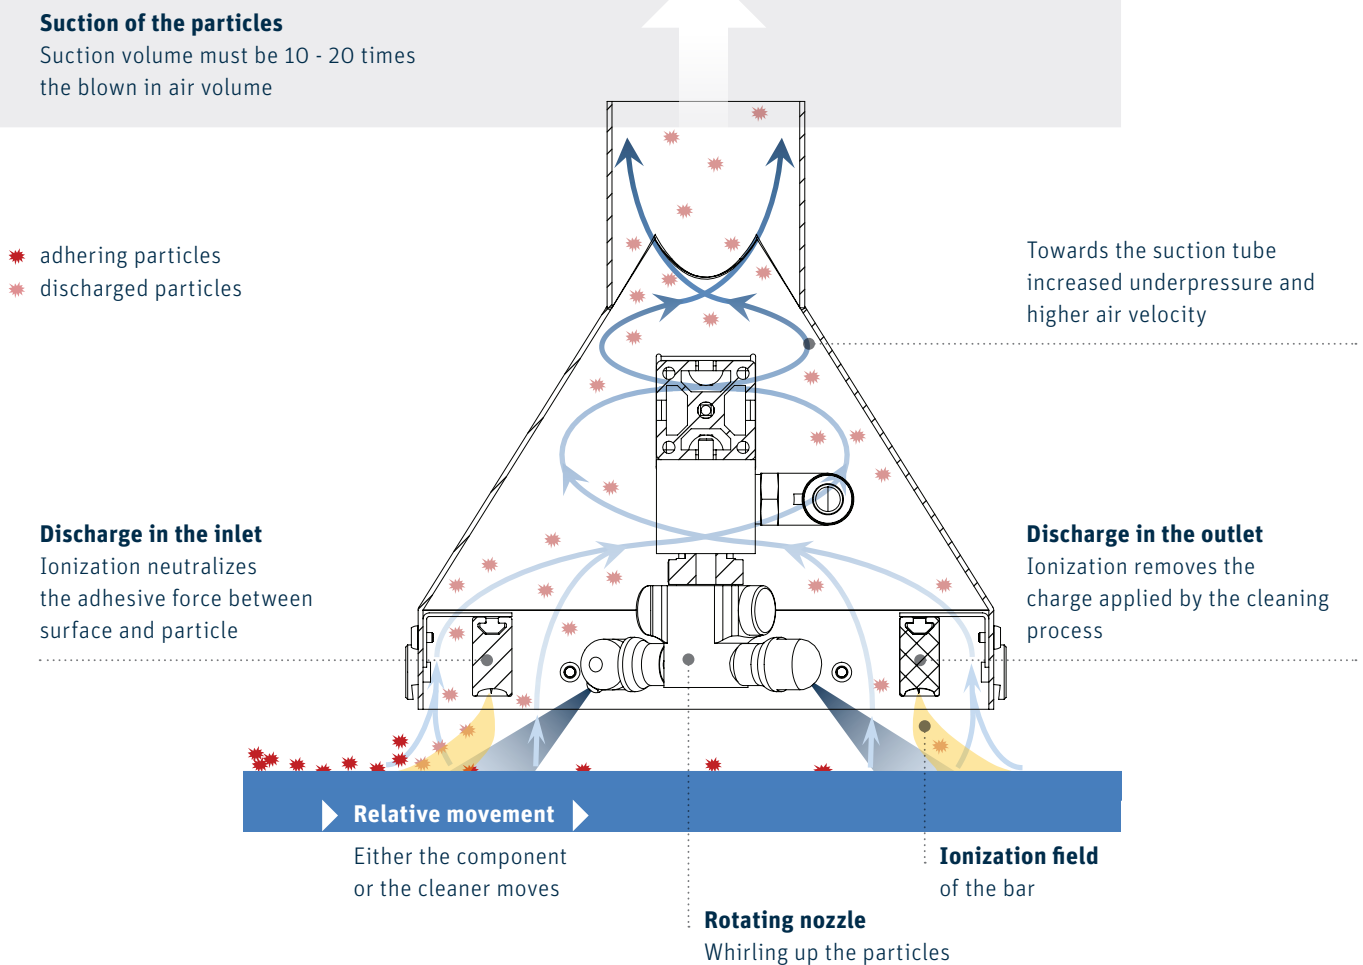 Suction of the particles
Suction volume must be 10 - 20 times
the blown in air volume
adhering particles
discharged particles
Towards the suction tube
increased underpressure and
higher air velocity
Discharge in the inlet
Ionization neutralizes
the adhesive force between
surface and particle
Discharge in the outlet
Ionization removes the
charge applied by the cleaning
process
Relative movement
Either the component
or the cleaner moves
Ionization field
of the bar
Rotating nozzle
Whirling up the particles